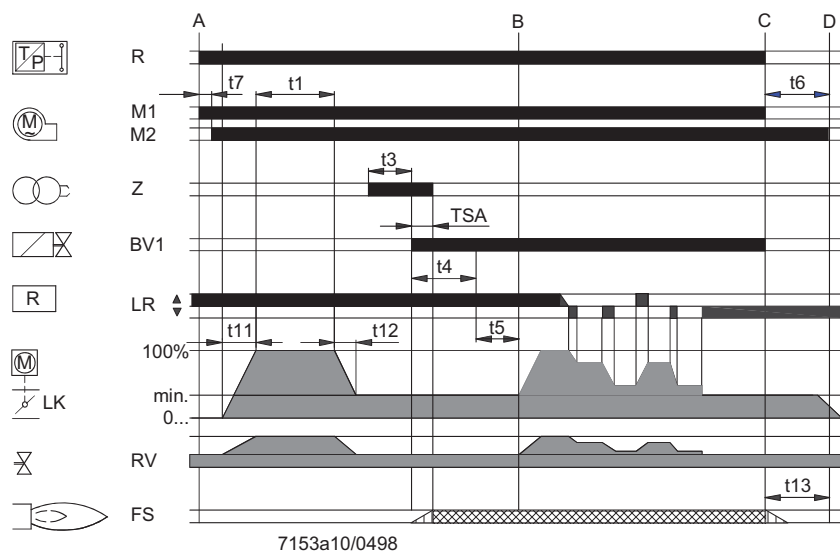 A B C D
T P R
t7 t1 t6
M ~ M1
M2
t3
Z
TSA
BV1
t4
R LR
t11 t12 t5
M 100%
LK min.
0...
RV
t13
FS
7153a10/0498